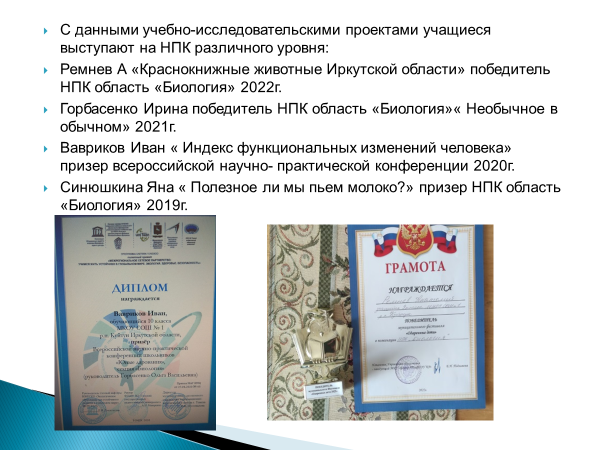 С данными учебно-исследовательскими проектами учащиеся
выступают на НПК различного уровня:
Ремнев А «Краснокнижные животные Иркутской области» победитель
НПК область «Биология» 2022г.
Горбасенко Ирина победитель НПК область «Биология»« Необычное в
обычном» 2021г.
Вавриков Иван « Индекс функциональных изменений человека»
призер всероссийской научно- практической конференции 2020г.
Синюшкина Яна « Полезное ли мы пьем молоко?» призер НПК область
«Биология» 2019г.
ДИПЛОМ
награждается
Вавриков Иван,
призёр
ГРАМОТА
НАГРАЖДАЕТСЯ
ПОБЕДИТЕЛЬ